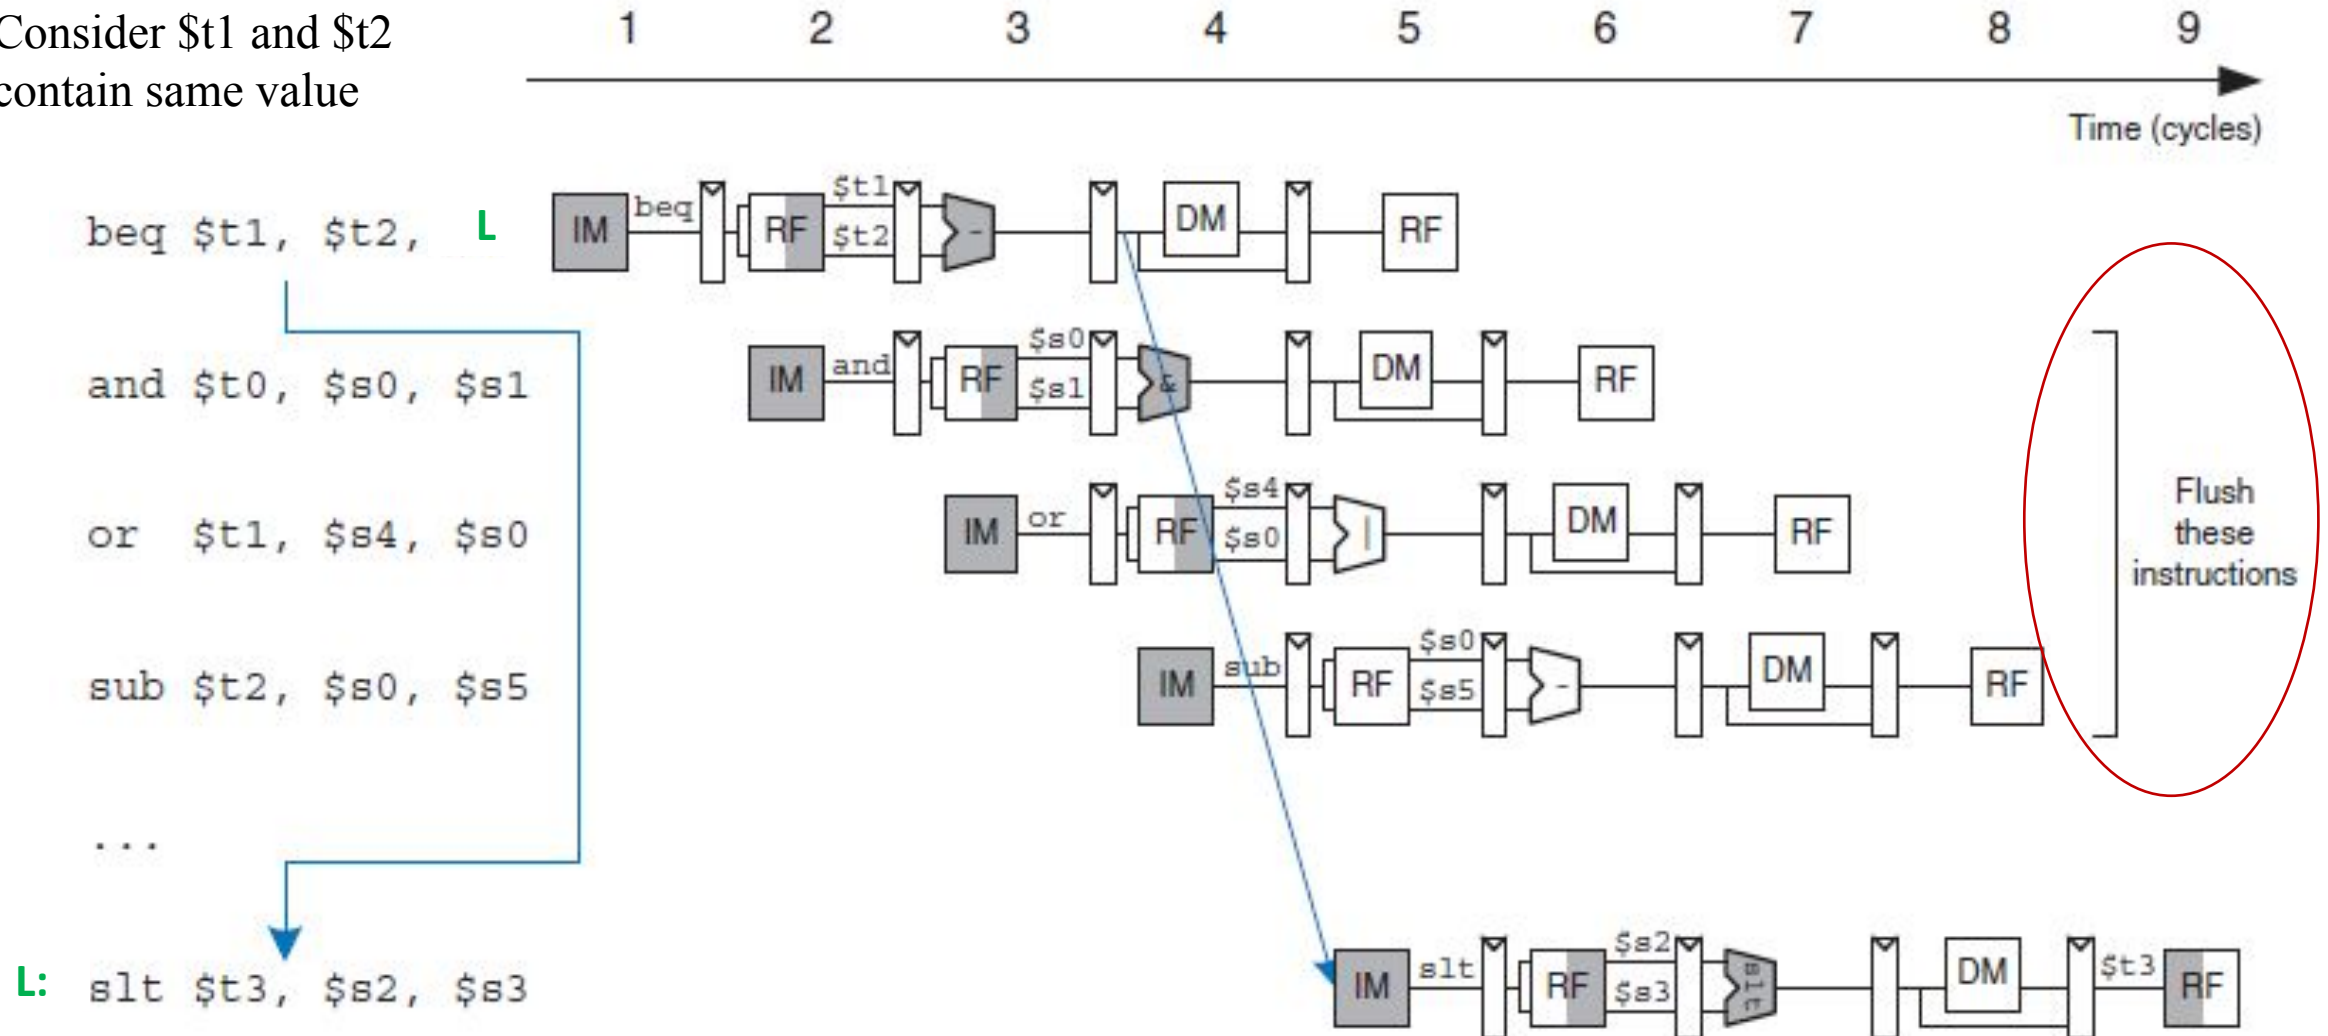 Consider $t1 and $t2
contain same value
1 2 3 4 5 6 7 8 9
Time (cycles)
beq $t1, $t2, L
IM beq RF $t1 $t2 - DM RF
and $t0, $s0, $s1
IM and RF $s0 $s1 & DM RF
or $t1, $s4, $s0
IM or RF $s4 $s0 | DM RF
sub $t2, $s0, $s5
IM sub RF $s0 $s5 - DM RF
Flush
these
instructions
...
L: slt $t3, $s2, $s3
IM slt RF $s2 $s3 slt DM $t3 RF